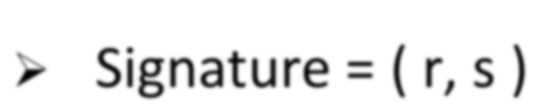 ➢ Signature = ( r, s )